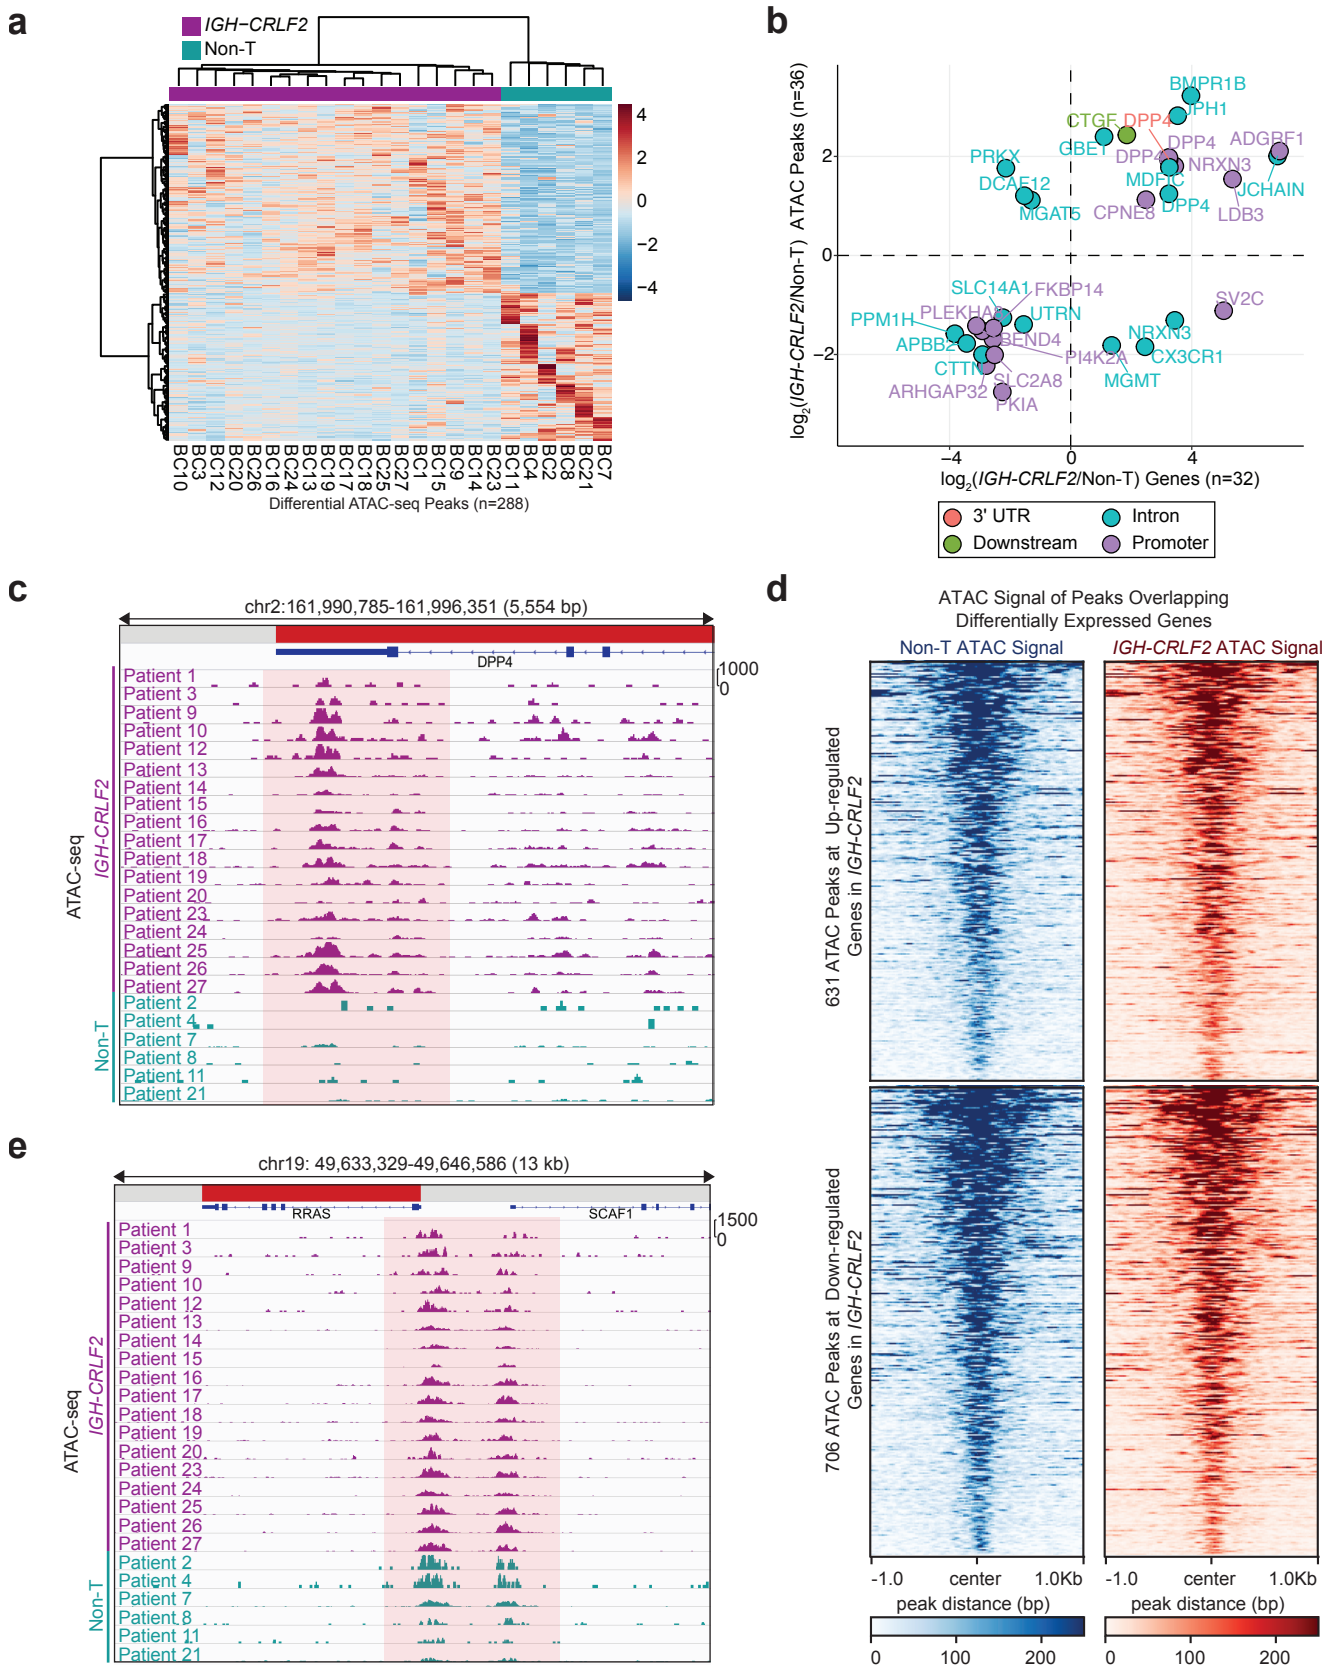 a
IGH−CRLF2
Non-T
4
2
0
−2
−4
BC10
BC3
BC12
BC20
BC26
BC16
BC24
BC13
BC19
BC17
BC18
BC25
BC27
BC1
BC15
BC9
BC14
BC23
BC11
BC4
BC2
BC8
BC21
BC7
Differential ATAC-seq Peaks (n=288)
b
log2(IGH-CRLF2/Non-T) ATAC Peaks (n=36)
2
0
−2
BMPR1B
JPH1
CTGF
DPP4
GBE1
DPP4
ADGRF1
DPP4
NRXN3
PRKX
MDFIC
JCHAIN
DCAF12
MGAT5
CPNE8
DPP4
LDB3
SLC14A1
FKBP14
SV2C
PLEKHA
UTRN
PPM1H
NRXN3
APBB2
BEND4
PI4K2A
CX3CR1
CTTN
SLC2A8
MGMT
ARHGAP32
PKIA
−4
0
4
log2(IGH-CRLF2/Non-T) Genes (n=32)
3' UTR
Intron
Downstream
Promoter
c
chr2:161,990,785-161,996,351 (5,554 bp)
DPP4
1000
0
ATAC-seq
IGH-CRLF2
Patient 1
Patient 3
Patient 9
Patient 10
Patient 12
Patient 13
Patient 14
Patient 15
Patient 16
Patient 17
Patient 18
Patient 19
Patient 20
Patient 23
Patient 24
Patient 25
Patient 26
Patient 27
Non-T
Patient 2
Patient 4
Patient 7
Patient 8
Patient 11
Patient 21
d
ATAC Signal of Peaks Overlapping
Differentially Expressed Genes
Non-T ATAC Signal
IGH-CRLF2 ATAC Signal
631 ATAC Peaks at Up-regulated
Genes in IGH-CRLF2
706 ATAC Peaks at Down-regulated
Genes in IGH-CRLF2
-1.0
center
1.0Kb
-1.0
center
1.0Kb
peak distance (bp)
peak distance (bp)
0
100
200
0
100
200
e
chr19: 49,633,329-49,646,586 (13 kb)
RRAS
SCAF1
1500
0
ATAC-seq
IGH-CRLF2
Patient 1
Patient 3
Patient 9
Patient 10
Patient 12
Patient 13
Patient 14
Patient 15
Patient 16
Patient 17
Patient 18
Patient 19
Patient 20
Patient 23
Patient 24
Patient 25
Patient 26
Patient 27
Non-T
Patient 2
Patient 4
Patient 7
Patient 8
Patient 11
Patient 21